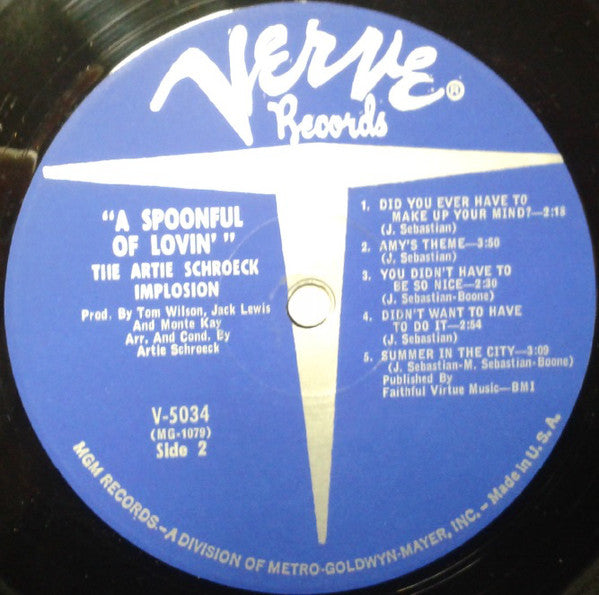 Verve®
Records
"A SPOONFUL
OF LOVIN' "
THE ARTIE SCHROECK
IMPLOSION
Prod. By Tom Wilson, Jack Lewis
And Monte Kay
Arr. And Cond. By
Artie Schroeck
V-5034
(MG-1079)
Side 2
1. DID YOU EVER HAVE TO
MAKE UP YOUR MIND?—2:18
(J. Sebastian)
2. AMY'S THEME—3:50
(J. Sebastian)
3. YOU DIDN'T HAVE TO
BE SO NICE—2:30
(J. Sebastian-Boone)
4. DIDN'T WANT TO HAVE
TO DO IT—2:54
(J. Sebastian)
5. SUMMER IN THE CITY—3:09
(J. Sebastian-M. Sebastian-Boone)
Published By
Faithful Virtue Music—BMI
MGM RECORDS—A DIVISION OF METRO-GOLDWYN-MAYER, INC. – Made in U. S. A.